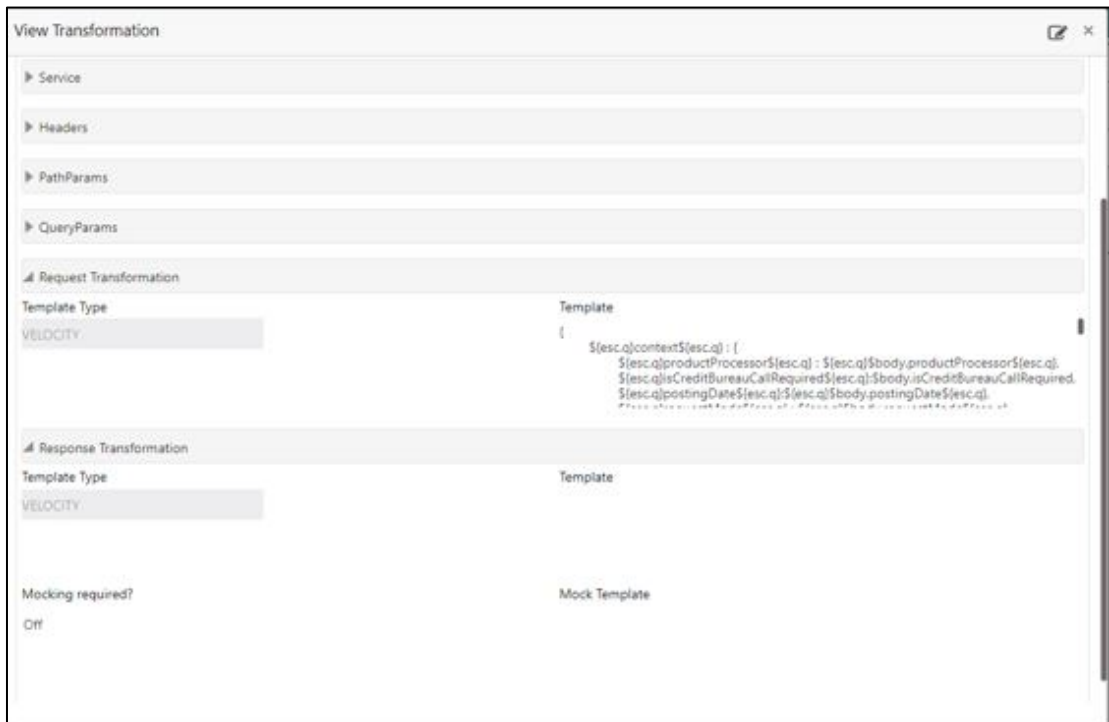 View Transformation
Service
Headers
PathParams
QueryParams
Request Transformation
Template Type
Template
VELOCITY
{
${esc.q}context${esc.q} : {
${esc.q}productProcessor${esc.q} : ${esc.q}$body.productProcessor${esc.q},
${esc.q}isCreditBureauCallRequired${esc.q}:$body.isCreditBureauCallRequired,
${esc.q}postingDate${esc.q}:${esc.q}$body.postingDate${esc.q},
Response Transformation
Template Type
Template
VELOCITY
Mocking required?
Mock Template
Off